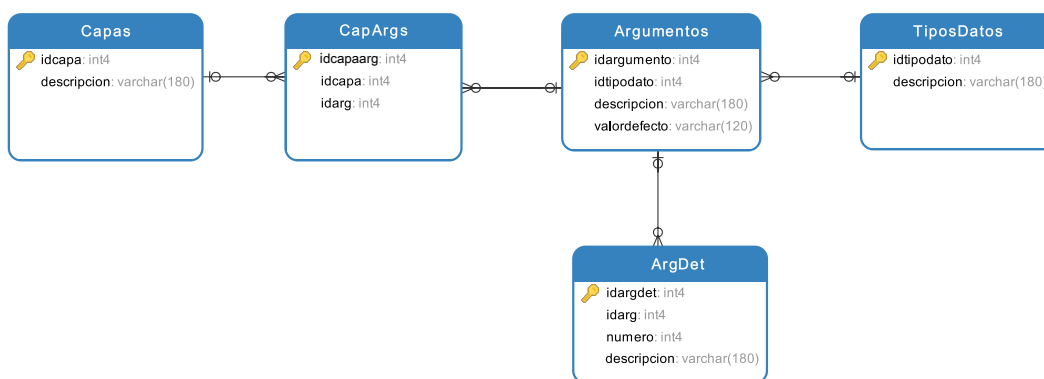 Capas
idcapa: int4
descripcion: varchar(180)
CapArgs
idcapaarg: int4
idcapa: int4
idarg: int4
Argumentos
idargumento: int4
idtipodato: int4
descripcion: varchar(180)
valordefecto: varchar(120)
TiposDatos
idtipodato: int4
descripcion: varchar(180)
ArgDet
idargdet: int4
idarg: int4
numero: int4
descripcion: varchar(180)